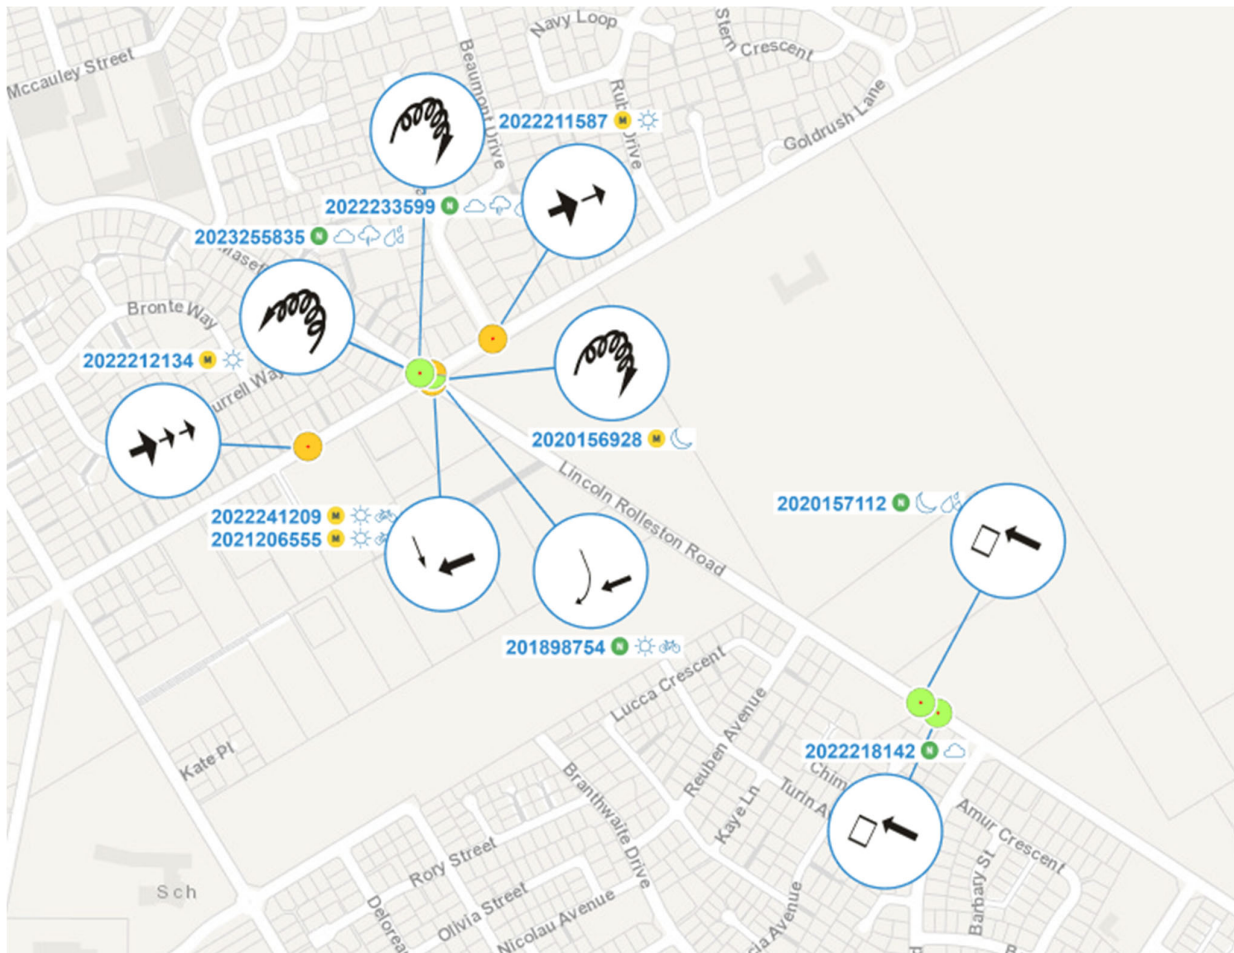 Navy Loop
Stern Crescent
Mccauley Street
Beaumont Drive
Goldrush Lane
2022211587 M
Drive
2022233599 N
2023255835 N
Bronte Way
2022212134 M
2020156928 M
Lincoln Rolleston Road
2020157112 N
2022241209 M
2021206555 M
201898754 N
Lucca Crescent
Reuben Avenue
2022218142 N
Kate Pl
Kaye Ln
Branthwaite Drive
Amur Crescent
Barbary St
Rory Street
Olivia Street
Nicolau Avenue
Sch